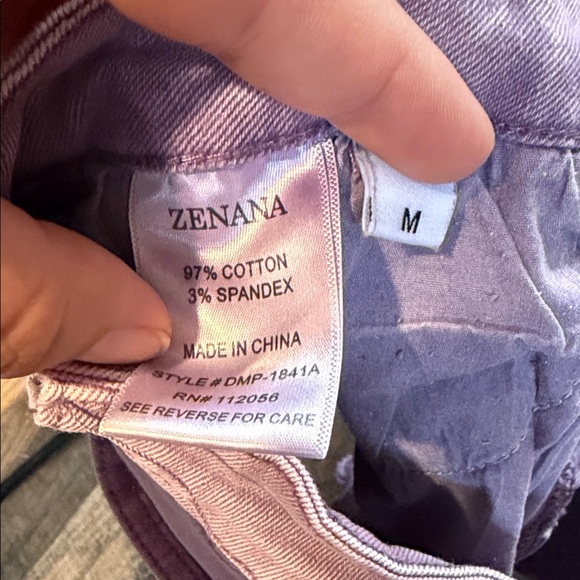 ZENANA
97% COTTON
3% SPANDEX
MADE IN CHINA
STYLE # DMP-1841A
RN# 112056
SEE REVERSE FOR CARE
M